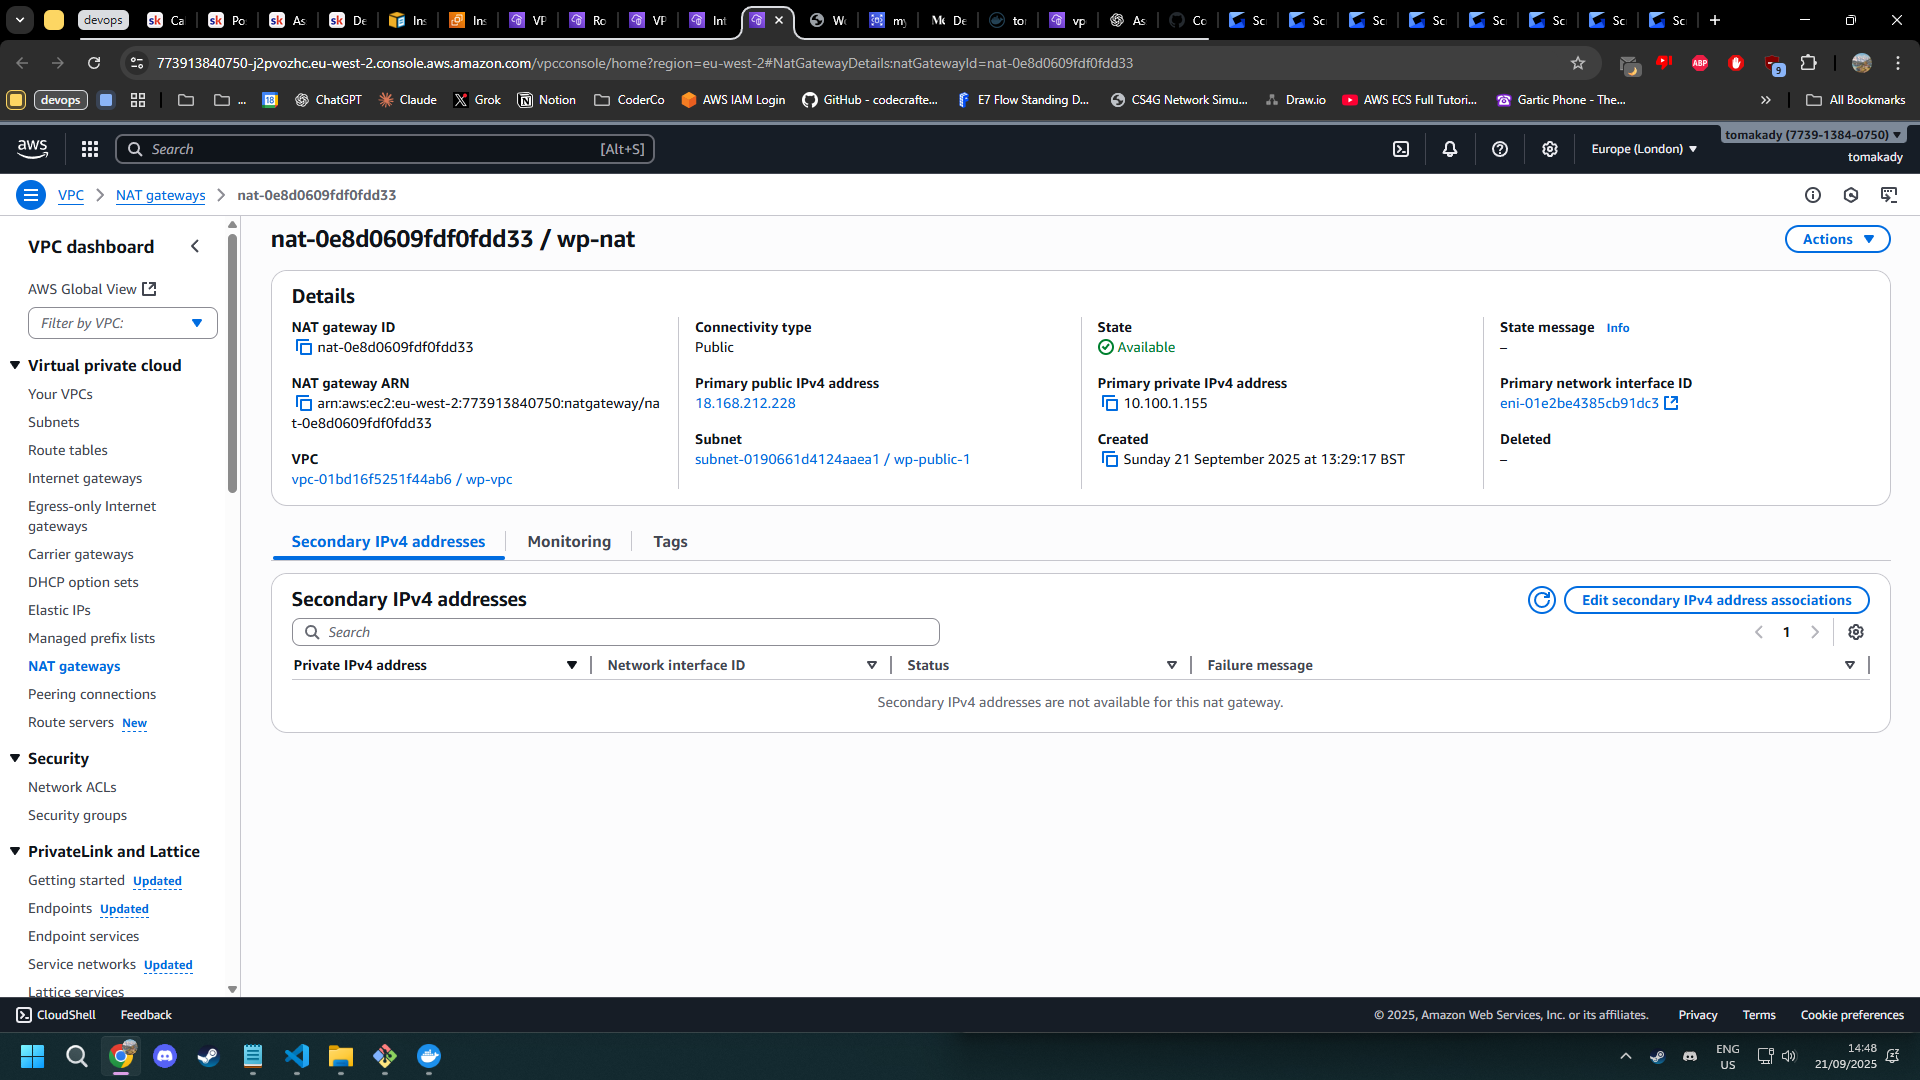 devops
Ca
Po
As
De
Ins
Ins
VP
Ro
VP
Int
We
my
De
tor
vpc
As
Co
Sc
Sc
Sc
Sc
Sc
Sc
Sc
Sc
773913840750-j2pvozhc.eu-west-2.console.aws.amazon.com/vpcconsole/home?region=eu-west-2#NatGatewayDetails:natGatewayId=nat-0e8d0609fdf0fdd33
ABP
9
devops
...
ChatGPT
Claude
Grok
Notion
CoderCo
AWS IAM Login
GitHub - codecrafte...
E7 Flow Standing D...
CS4G Network Simu...
Draw.io
AWS ECS Full Tutori...
Gartic Phone - The...
All Bookmarks
aws
Search
[Alt+S]
Europe (London)
tomakady (7739-1384-0750)
tomakady
VPC
NAT gateways
nat-0e8d0609fdf0fdd33
VPC dashboard
AWS Global View
Filter by VPC:
Virtual private cloud
Your VPCs
Subnets
Route tables
Internet gateways
Egress-only Internet
gateways
Carrier gateways
DHCP option sets
Elastic IPs
Managed prefix lists
NAT gateways
Peering connections
Route servers New
Security
Network ACLs
Security groups
PrivateLink and Lattice
Getting started Updated
Endpoints Updated
Endpoint services
Service networks Updated
Lattice services
nat-0e8d0609fdf0fdd33 / wp-nat
Actions
Details
NAT gateway ID
nat-0e8d0609fdf0fdd33
NAT gateway ARN
arn:aws:ec2:eu-west-2:773913840750:natgateway/na
t-0e8d0609fdf0fdd33
VPC
vpc-01bd16f5251f44ab6 / wp-vpc
Connectivity type
Public
Primary public IPv4 address
18.168.212.228
Subnet
subnet-0190661d4124aaea1 / wp-public-1
State
Available
Primary private IPv4 address
10.100.1.155
Created
Sunday 21 September 2025 at 13:29:17 BST
State message Info
–
Primary network interface ID
eni-01e2be4385cb91dc3
Deleted
–
Secondary IPv4 addresses
Monitoring
Tags
Secondary IPv4 addresses
Edit secondary IPv4 address associations
Search
1
Private IPv4 address
Network interface ID
Status
Failure message
Secondary IPv4 addresses are not available for this nat gateway.
CloudShell
Feedback
© 2025, Amazon Web Services, Inc. or its affiliates.
Privacy
Terms
Cookie preferences
ENG
US
14:48
21/09/2025